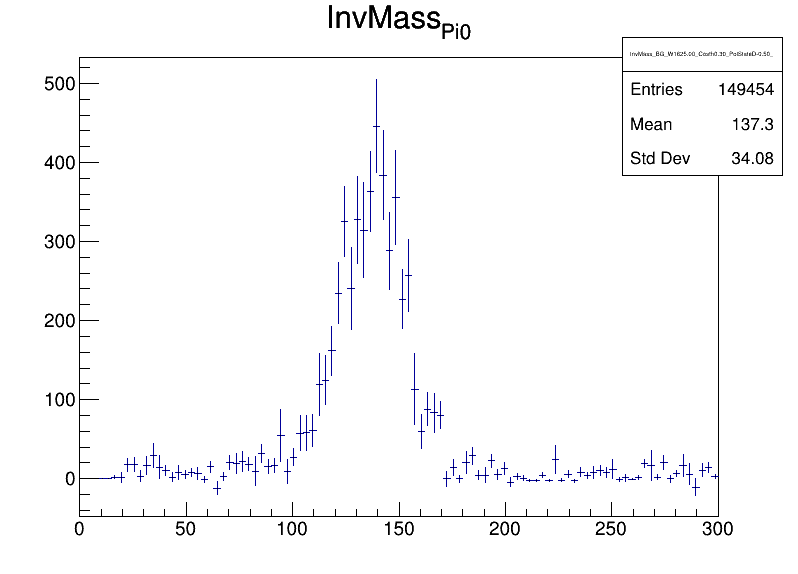 InvMass_Pi0
InvMass_BG_W1625.00_Costh0.30_PolStateD-0.50_
Entries 149454
Mean 137.3
Std Dev 34.08
500
400
300
200
100
0
0 50 100 150 200 250 300